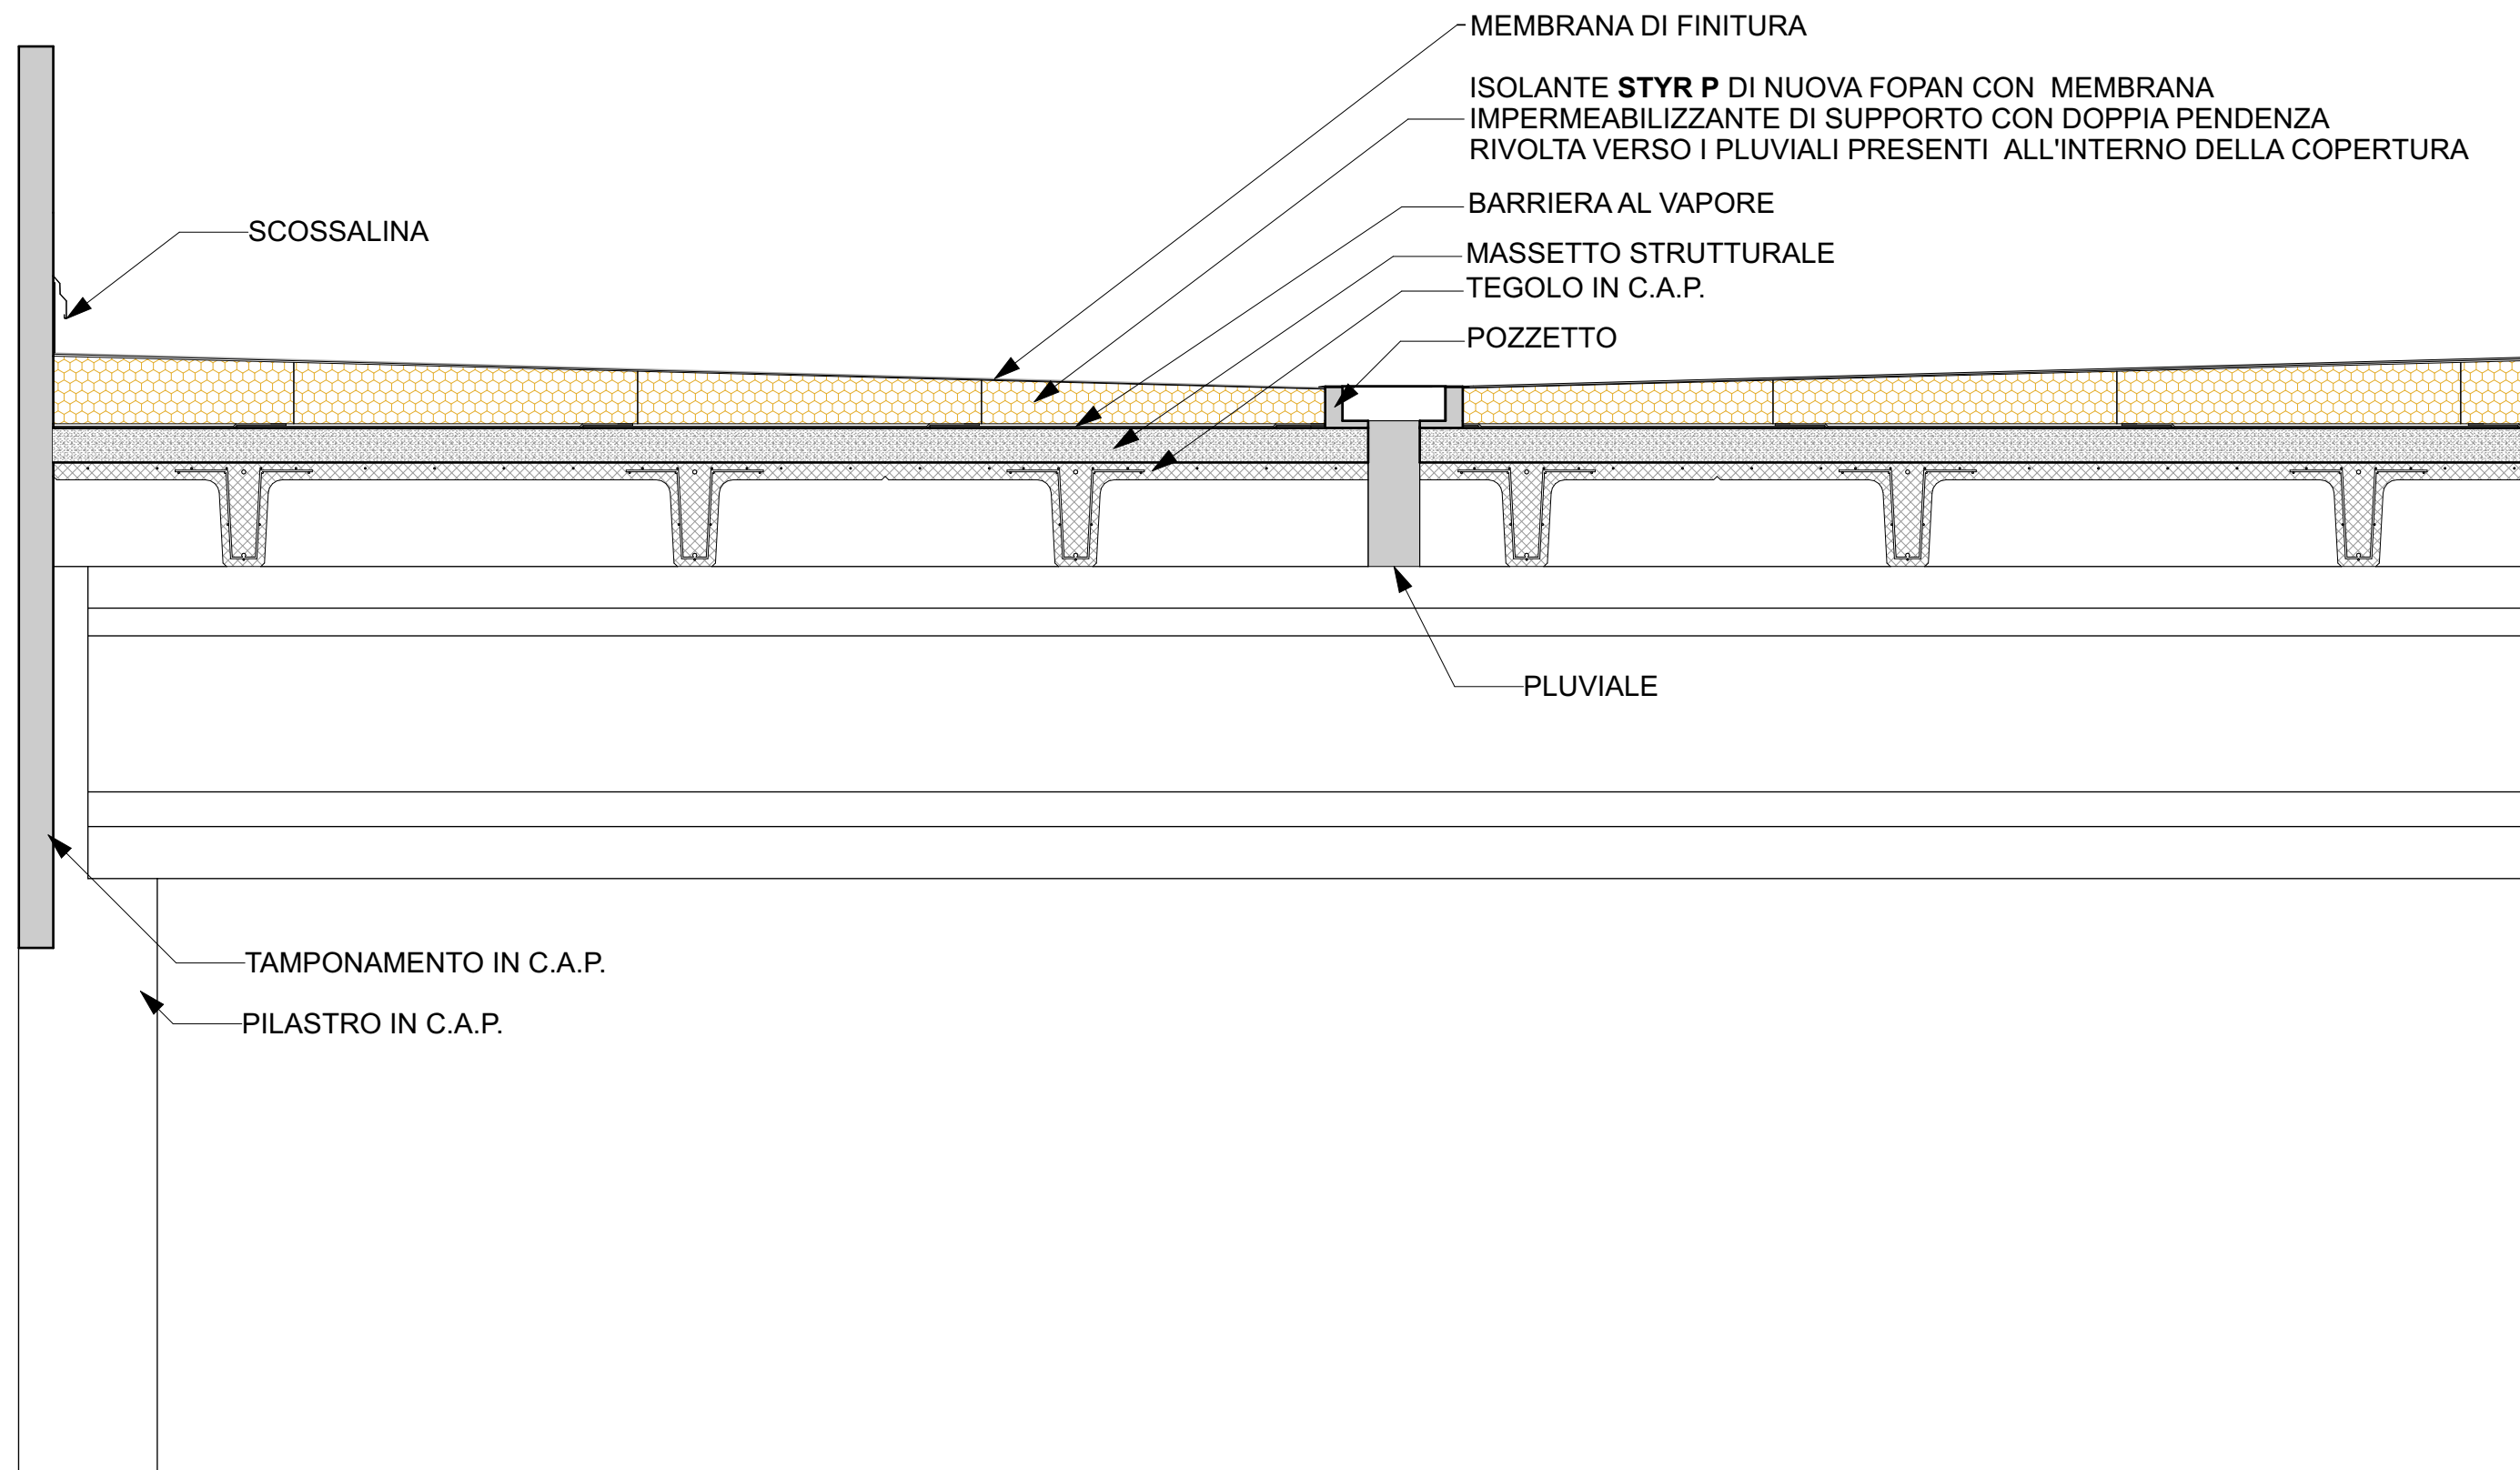 MEMBRANA DI FINITURA
ISOLANTE STYR P DI NUOVA FOPAN CON MEMBRANA
IMPERMEABILIZZANTE DI SUPPORTO CON DOPPIA PENDENZA
RIVOLTA VERSO I PLUVIALI PRESENTI ALL'INTERNO DELLA COPERTURA
BARRIERA AL VAPORE
SCOSSALINA
MASSETTO STRUTTURALE
TEGOLO IN C.A.P.
POZZETTO
PLUVIALE
TAMPONAMENTO IN C.A.P.
PILASTRO IN C.A.P.